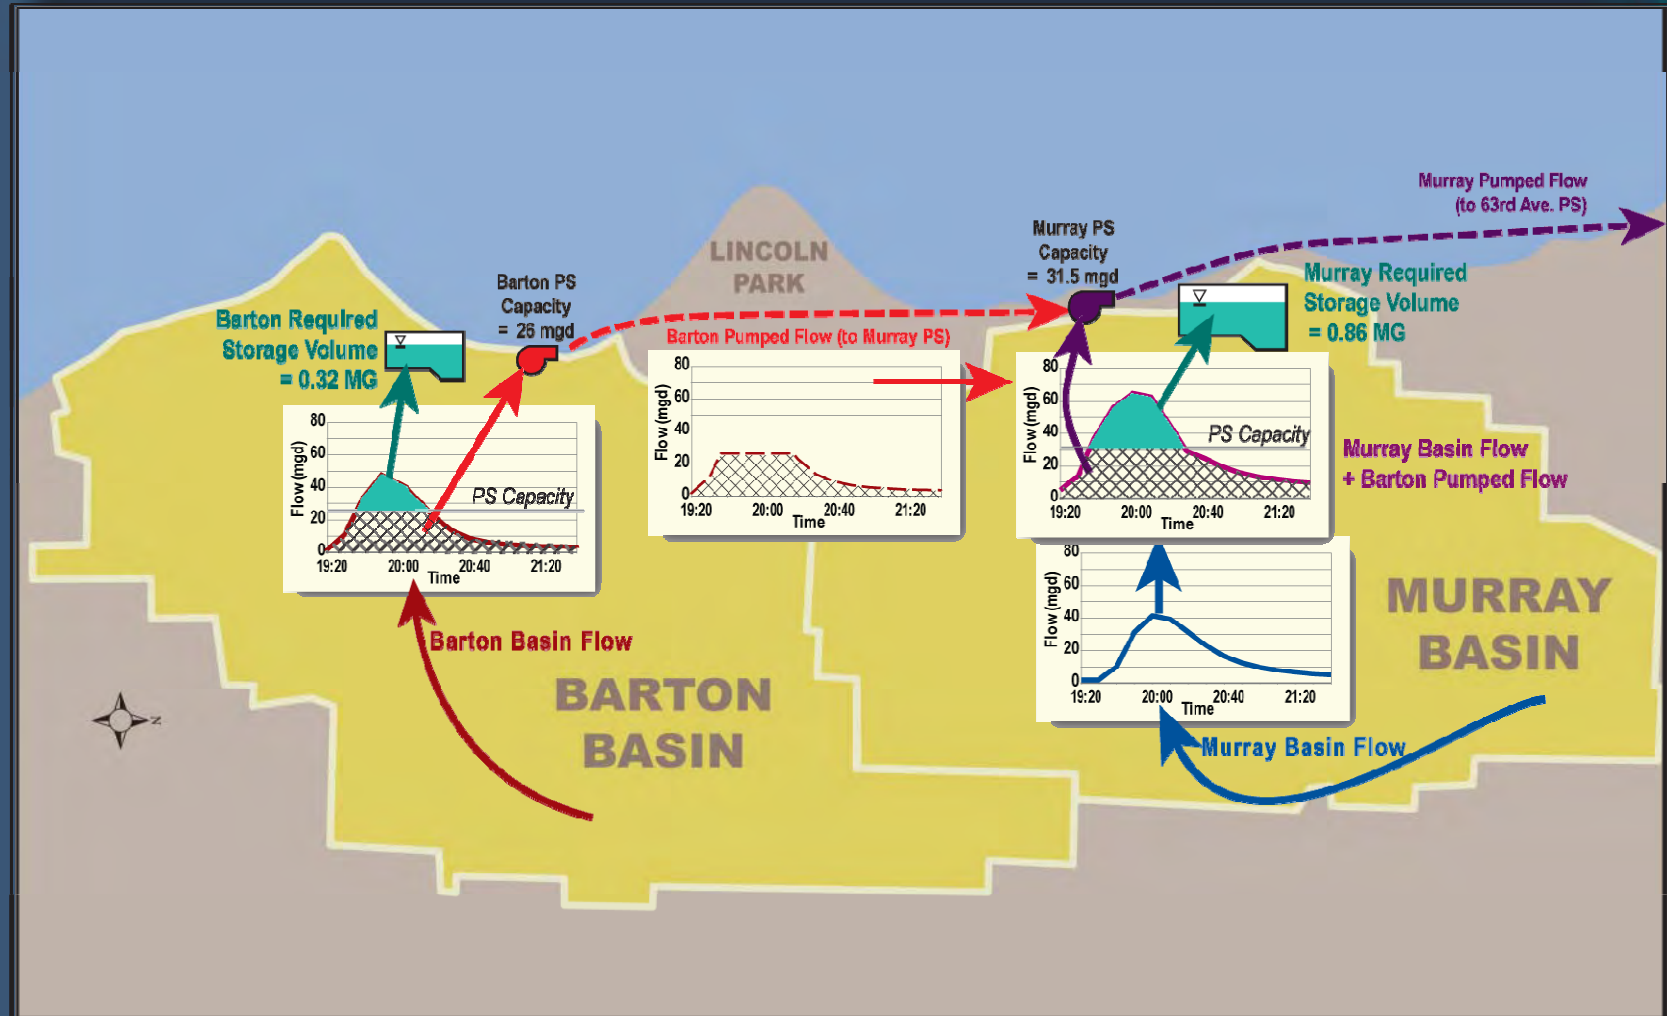 Murray Pumped Flow
(to 63rd Ave. PS)
Murray PS
Capacity
= 31.5 mgd
LINCOLN
PARK
Murray Required
Storage Volume
= 0.86 MG
Barton PS
Capacity
= 26 mgd
Barton Required
Storage Volume
= 0.32 MG
Barton Pumped Flow (to Murray PS)
80
60
40
20
0
Flow (mgd)
19:20 20:00 20:40 21:20
Time
80
60
40
20
0
Flow (mgd)
PS Capacity
19:20 20:00 20:40 21:20
Time
Murray Basin Flow
+ Barton Pumped Flow
80
60
40
20
0
Flow (mgd)
PS Capacity
19:20 20:00 20:40 21:20
Time
80
60
40
20
0
Flow (mgd)
19:20 20:00 20:40 21:20
Time
MURRAY
BASIN
Barton Basin Flow
BARTON
BASIN
Murray Basin Flow
N